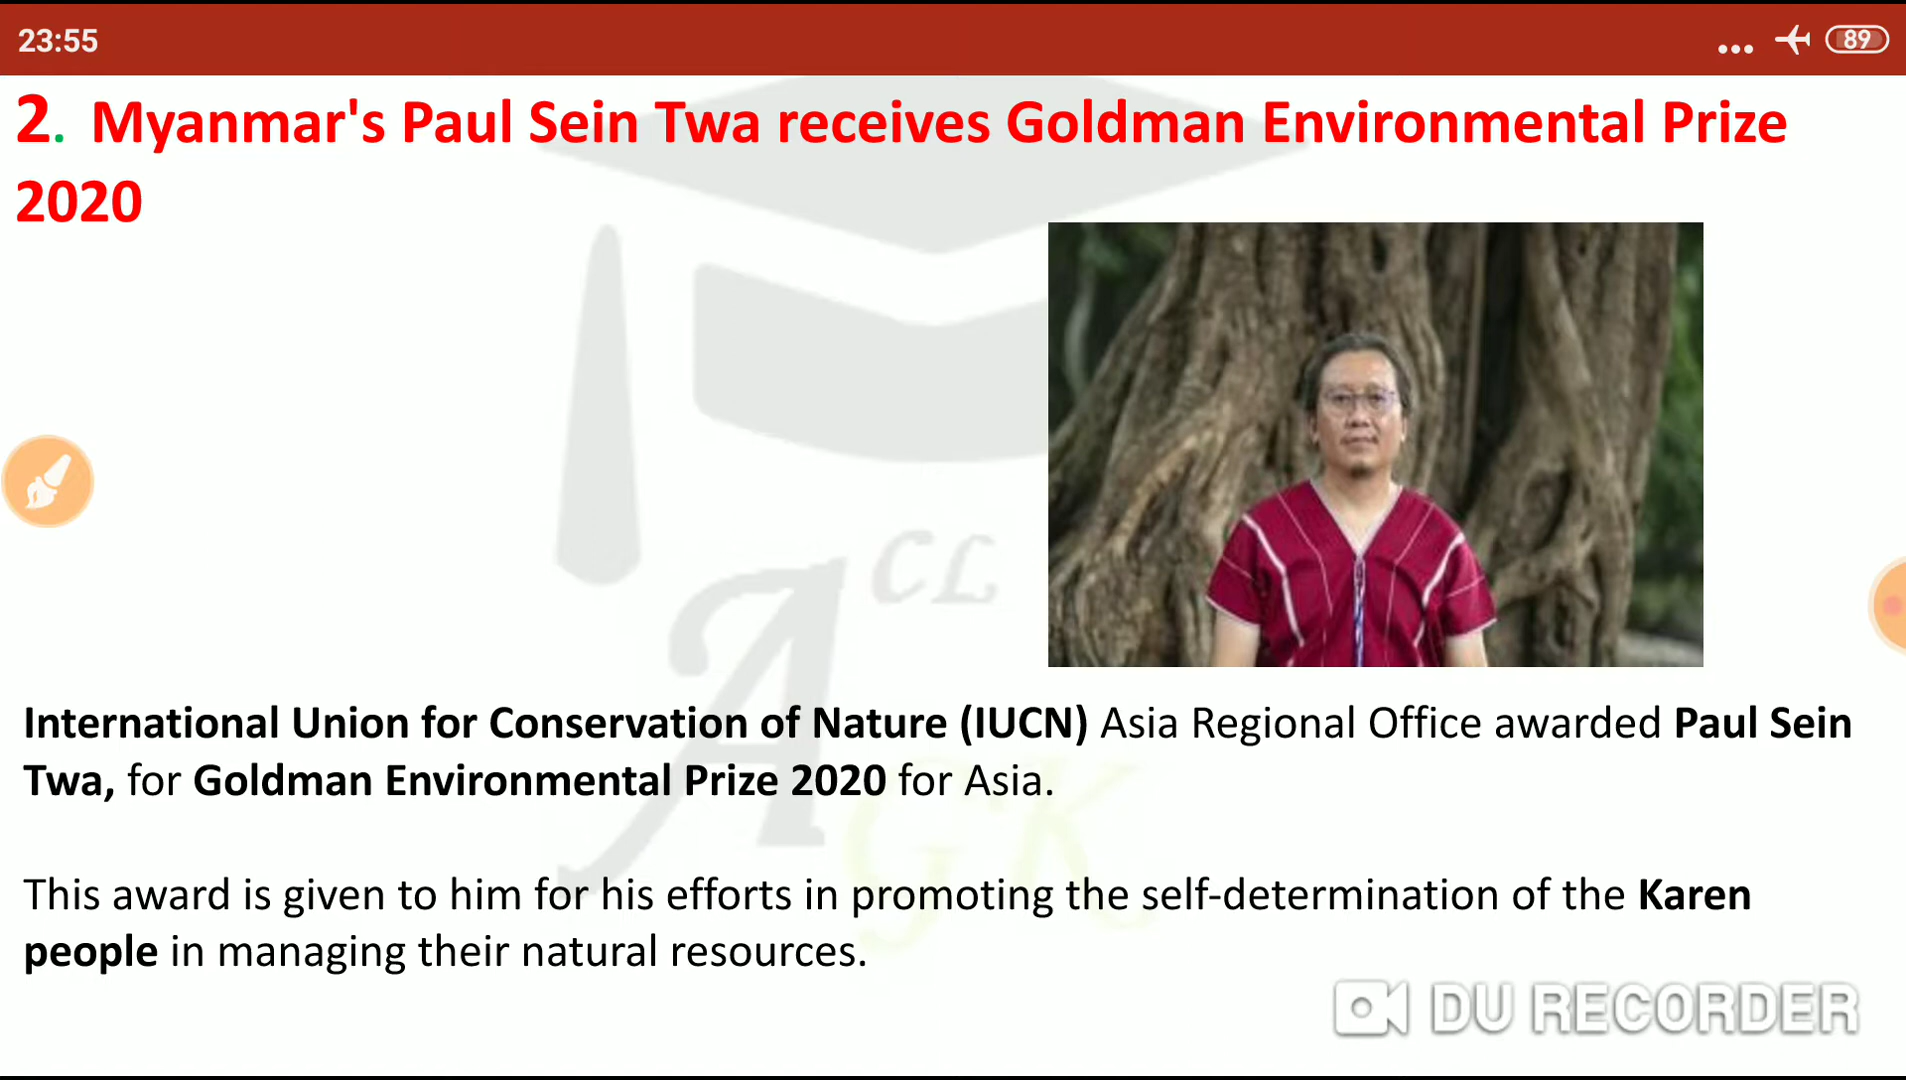 23:55
89
2. Myanmar's Paul Sein Twa receives Goldman Environmental Prize
2020
CL
A
GK
International Union for Conservation of Nature (IUCN) Asia Regional Office awarded Paul Sein
Twa, for Goldman Environmental Prize 2020 for Asia.
This award is given to him for his efforts in promoting the self-determination of the Karen
people in managing their natural resources.
DU RECORDER